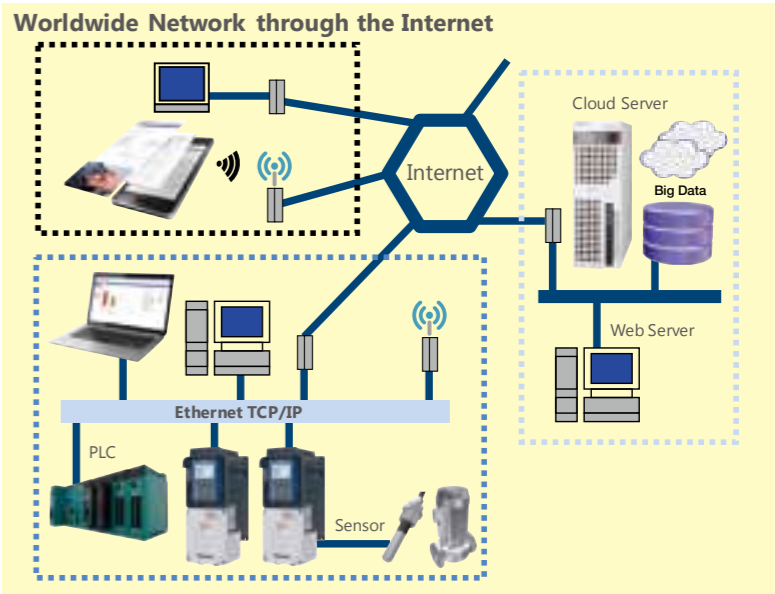 Worldwide Network through the Internet
Cloud Server
Internet
Big Data
Web Server
Ethernet TCP/IP
PLC
Sensor